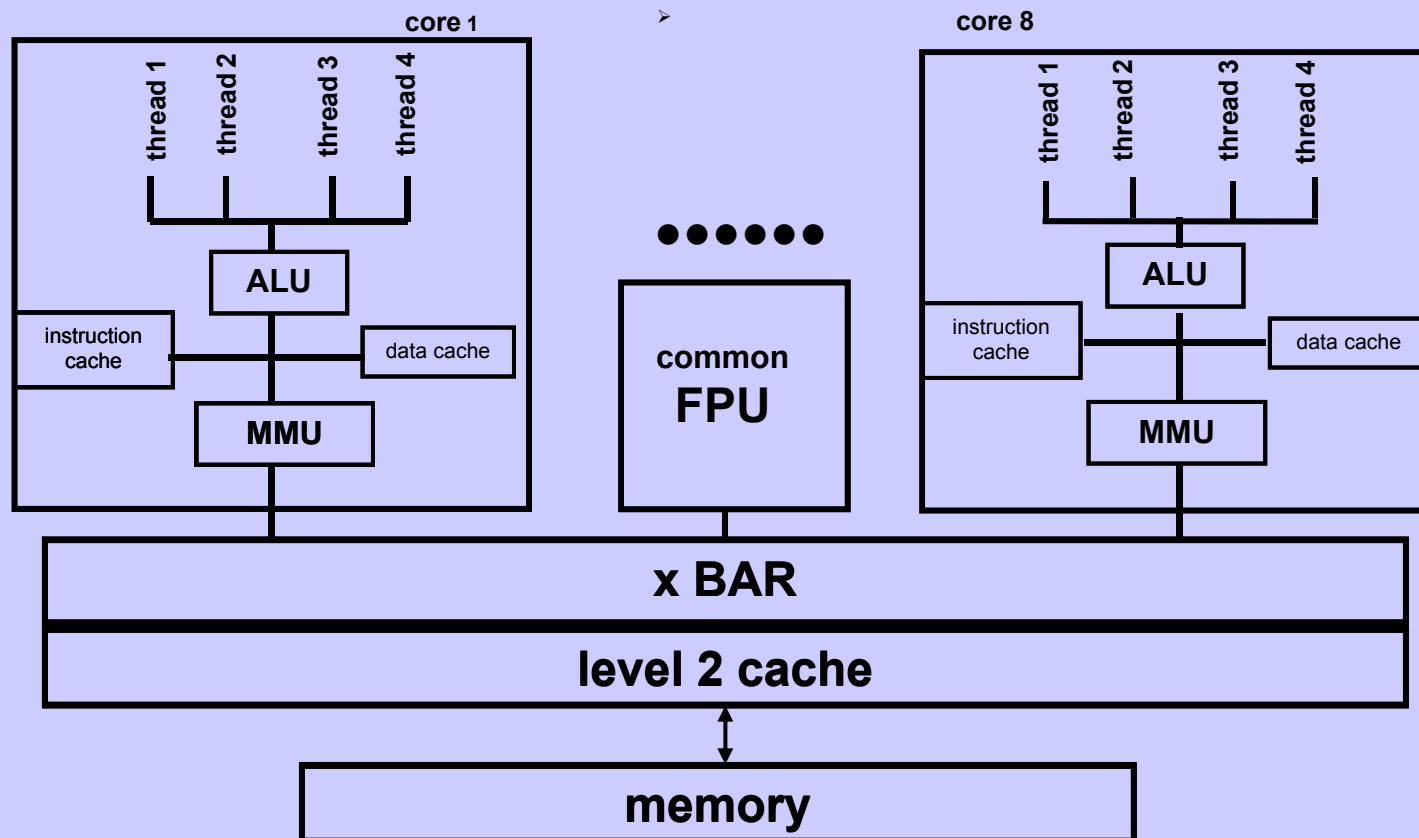 core 1
➢
core 8
thread 1
thread 2
thread 3
thread 4
thread 1
thread 2
thread 3
thread 4
ALU
ALU
instruction
cache
data cache
common
FPU
instruction
cache
data cache
MMU
MMU
x BAR
level 2 cache
memory